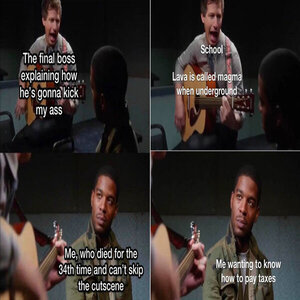 The final boss
explaining how
he's gonna kick
my ass
School
Lava is called magma
when underground
Me, who died for the
34th time and can't skip
the cutscene
Me wanting to know
how to pay taxes